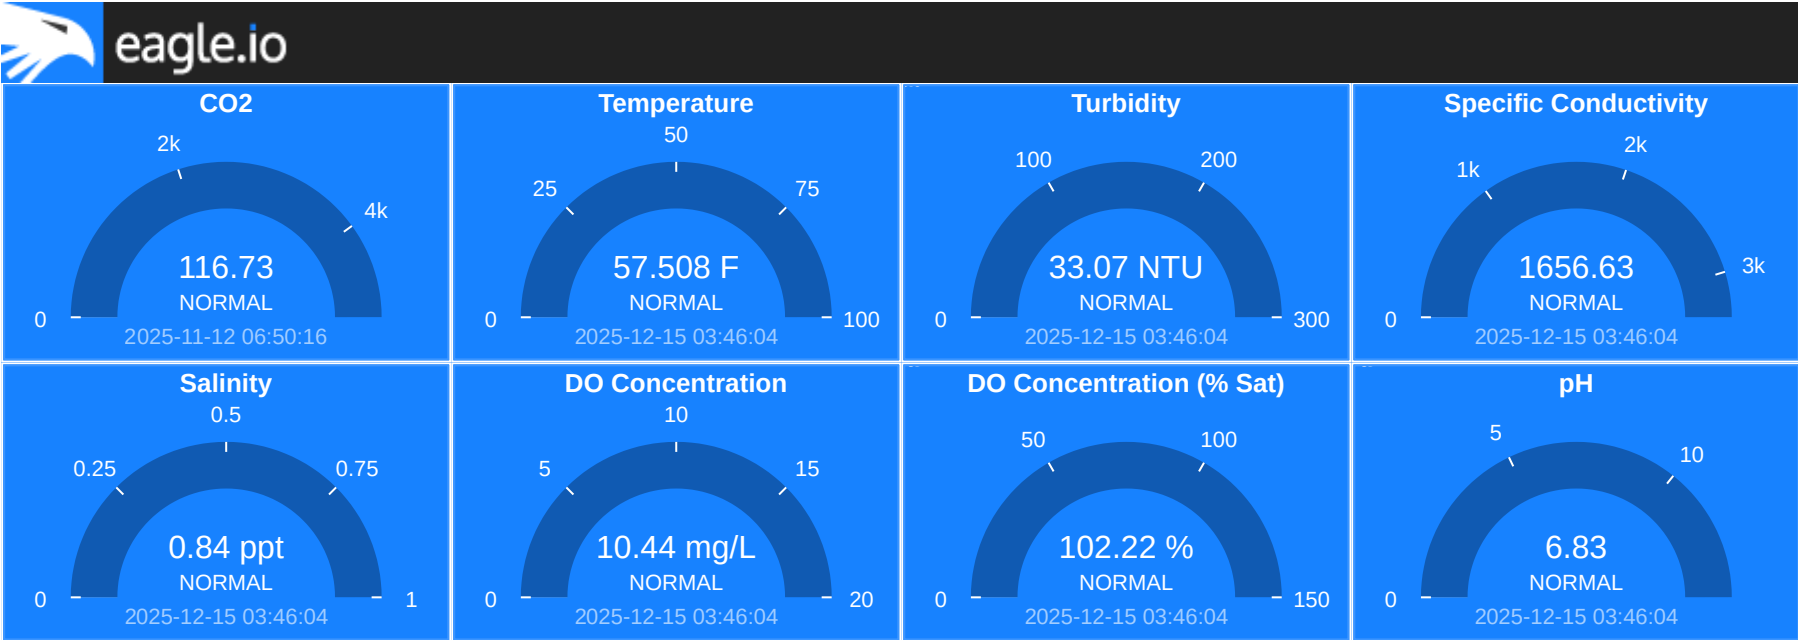 eagle.io
CO2
2k
4k
0
116.73
NORMAL
2025-11-12 06:50:16
Temperature
50
25
75
0
100
57.508 F
NORMAL
2025-12-15 03:46:04
Turbidity
100
200
0
300
33.07 NTU
NORMAL
2025-12-15 03:46:04
Specific Conductivity
2k
1k
3k
0
1656.63
NORMAL
2025-12-15 03:46:04
Salinity
0.5
0.25
0.75
0
1
0.84 ppt
NORMAL
2025-12-15 03:46:04
DO Concentration
10
5
15
0
20
10.44 mg/L
NORMAL
2025-12-15 03:46:04
DO Concentration (% Sat)
50
100
0
150
102.22 %
NORMAL
2025-12-15 03:46:04
pH
5
10
0
6.83
NORMAL
2025-12-15 03:46:04